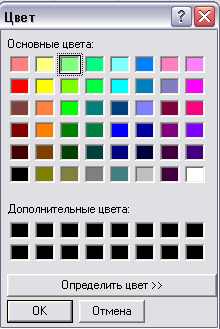 Цвет
Основные цвета:
Дополнительные цвета:
Определить цвет >>
OK
Отмена